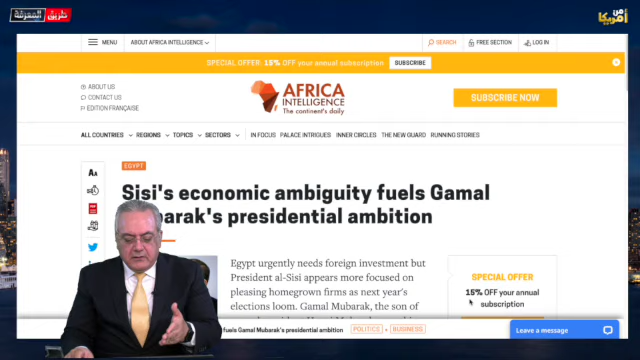 طريق المعرفة
من
أمريكا
MENU
ABOUT AFRICA INTELLIGENCE
SEARCH
FREE SECTION
LOG IN
SPECIAL OFFER: 15% OFF your annual subscription
SUBSCRIBE
ABOUT US
CONTACT US
EDITION FRANÇAISE
AFRICA
INTELLIGENCE
The continent's daily
SUBSCRIBE NOW
ALL COUNTRIES REGIONS TOPICS SECTORS IN FOCUS PALACE INTRIGUES INNER CIRCLES THE NEW GUARD RUNNING STORIES
EGYPT
Sisi's economic ambiguity fuels Gamal
barak's presidential ambition
Egypt urgently needs foreign investment but
President al-Sisi appears more focused on
pleasing homegrown firms as next year's
elections loom. Gamal Mubarak, the son of
SPECIAL OFFER
15% OFF your annual
subscription
fuels Gamal Mubarak's presidential ambition
POLITICS
BUSINESS
Leave a message